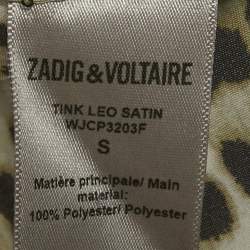 ZADIG&VOLTAIRE
TINK LEO SATIN
WJCP3203F
S
Matière principale/ Main
material:
100% Polyester/ Polyester